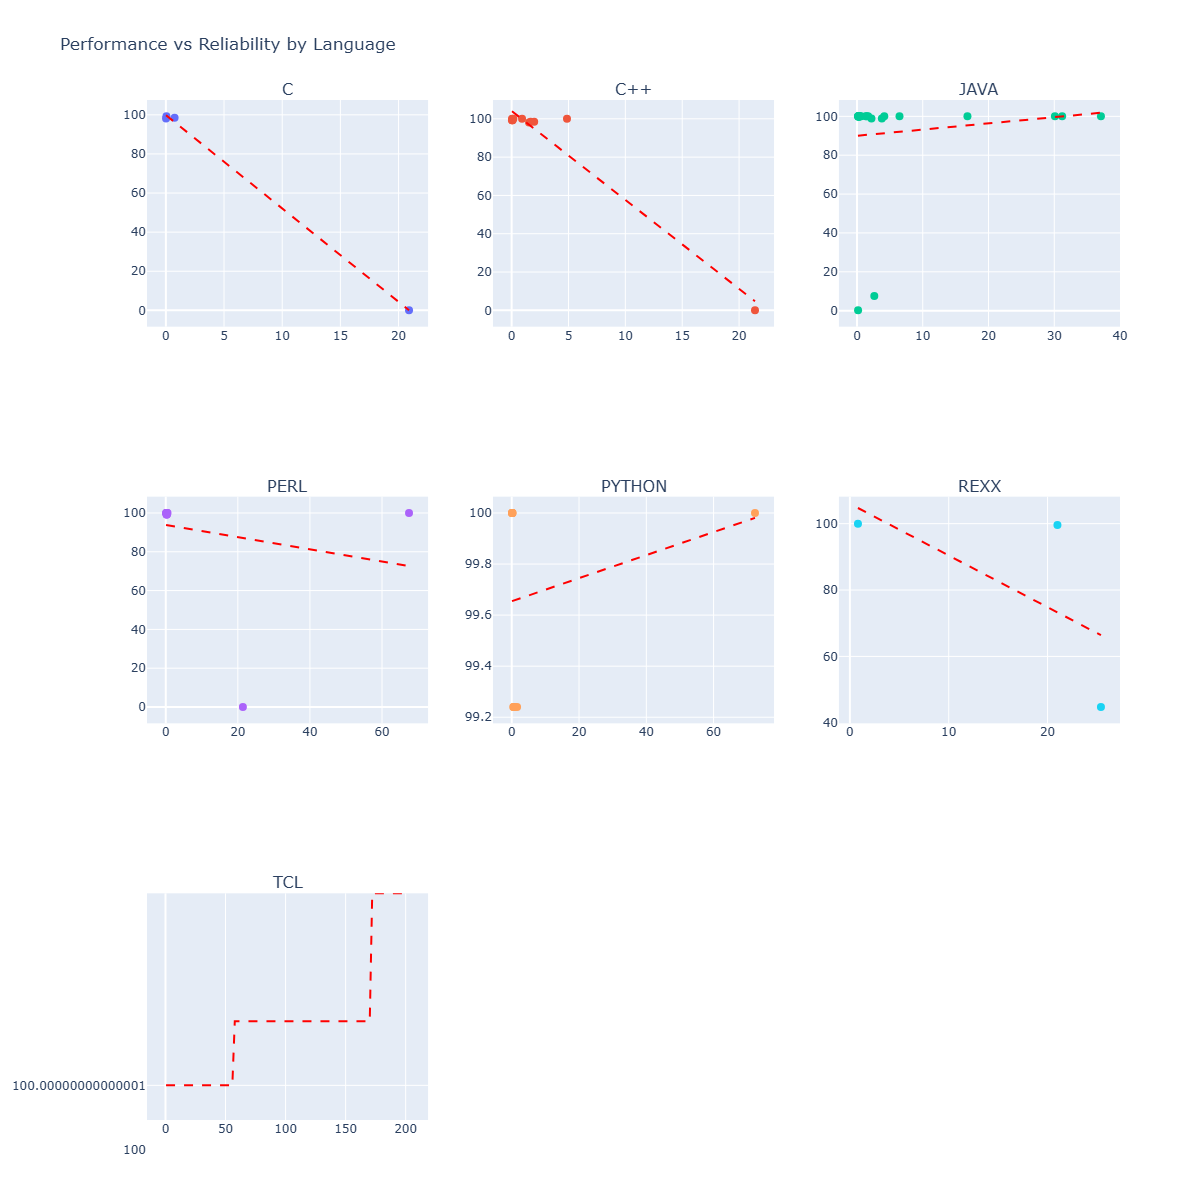 Performance vs Reliability by Language
C C++ JAVA
100 100 100
80 80 80
60 60 60
40 40 40
20 20 20
0 0 0
0 5 10 15 20 0 5 10 15 20 0 10 20 30 40
PERL PYTHON REXX
100 100 100
80 99.8 80
60 99.6 60
40 99.4 40
20 99.2
0
0 20 40 60 0 20 40 60 0 10 20
TCL
100.00000000000001
0 50 100 150 200
100